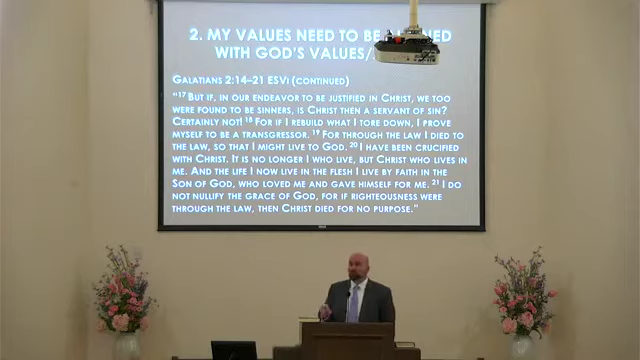 2. MY VALUES NEED TO BE
WITH GOD'S VALUES/
GALATIANS 2:14–21 ESVI (CONTINUED)
"17 BUT IF, IN OUR ENDEAVOR TO BE JUSTIFIED IN CHRIST, WE TOO
WERE FOUND TO BE SINNERS, IS CHRIST THEN A SERVANT OF SIN?
CERTAINLY NOT! 18 FOR IF I REBUILD WHAT I TORE DOWN, I PROVE
MYSELF TO BE A TRANSGRESSOR. 19 FOR THROUGH THE LAW I DIED TO
THE LAW, SO THAT I MIGHT LIVE TO GOD. 20 I HAVE BEEN CRUCIFIED
WITH CHRIST. IT IS NO LONGER I WHO LIVE, BUT CHRIST WHO LIVES IN
ME. AND THE LIFE I NOW LIVE IN THE FLESH I LIVE BY FAITH IN THE
SON OF GOD, WHO LOVED ME AND GAVE HIMSELF FOR ME. 21 I DO
NOT NULLIFY THE GRACE OF GOD, FOR IF RIGHTEOUSNESS WERE
THROUGH THE LAW, THEN CHRIST DIED FOR NO PURPOSE."